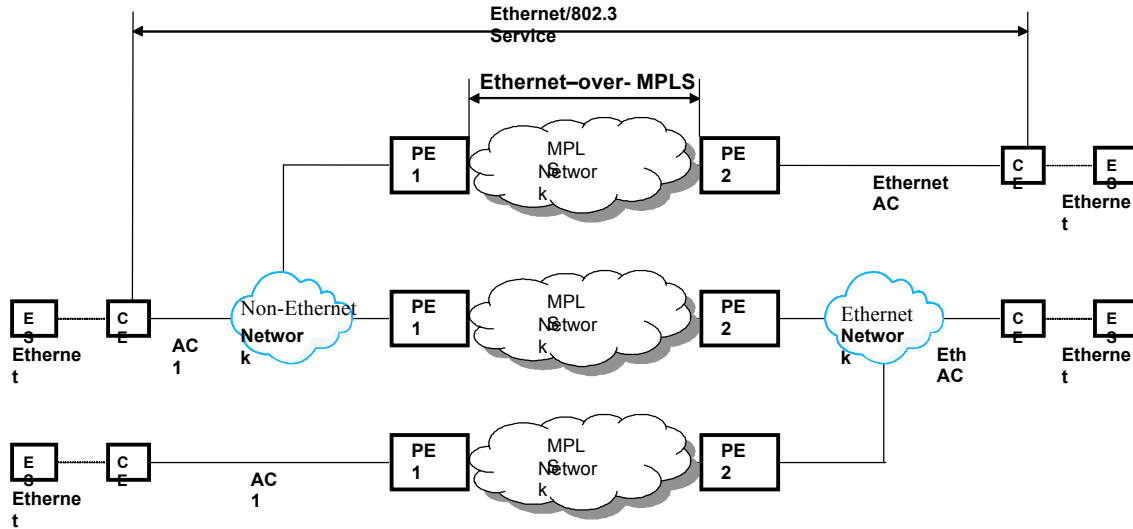 Ethernet/802.3
Service
Ethernet–over- MPLS
PE
1
MPL
S
Networ
k
PE
2
Ethernet
AC
C
E
E
S
Etherne
t
E
S
Etherne
t
C
E
AC
1
Non-Ethernet
Networ
k
PE
1
MPL
S
Networ
k
PE
2
Ethernet
Networ
k
Eth
AC
C
E
E
S
Etherne
t
E
S
Etherne
t
C
E
AC
1
PE
1
MPL
S
Networ
k
PE
2